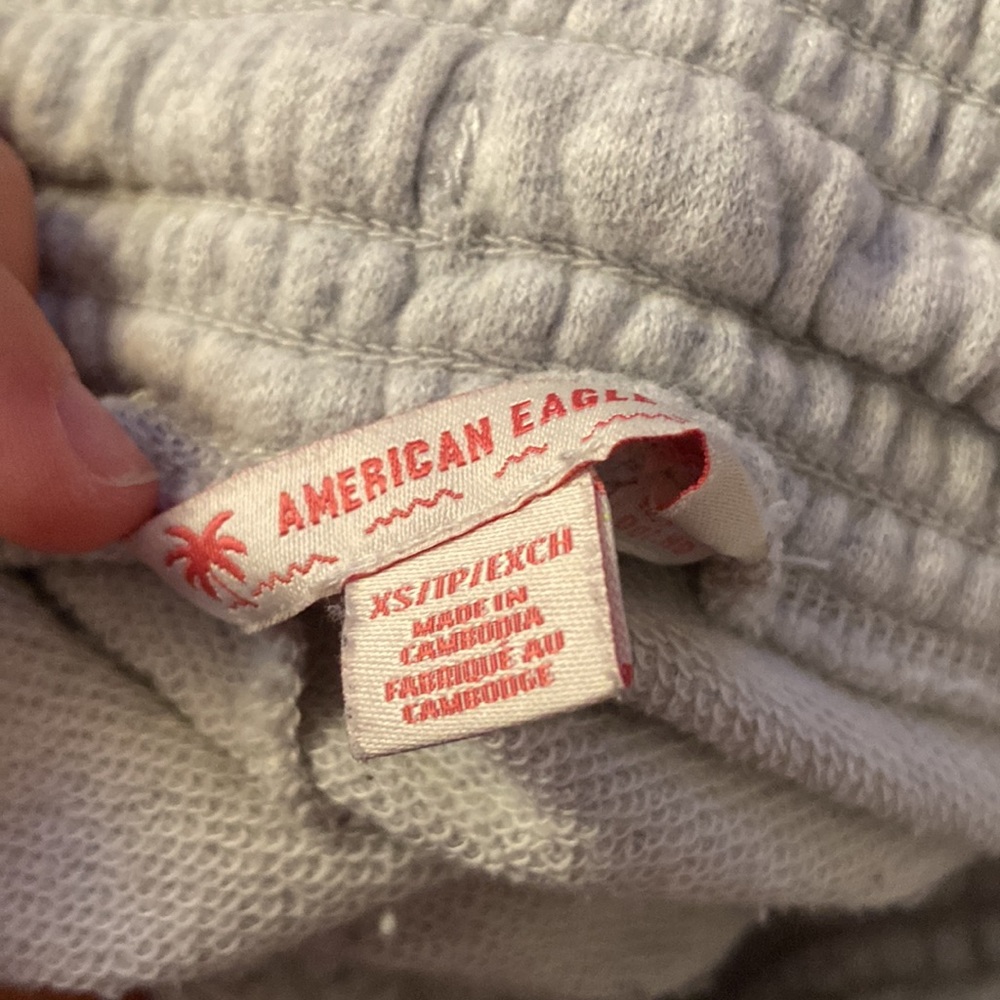 AMERICAN EAGLE
XS/TP/EXCH
MADE IN
CAMBODIA
FABRIQUÉ AU
CAMBODGE